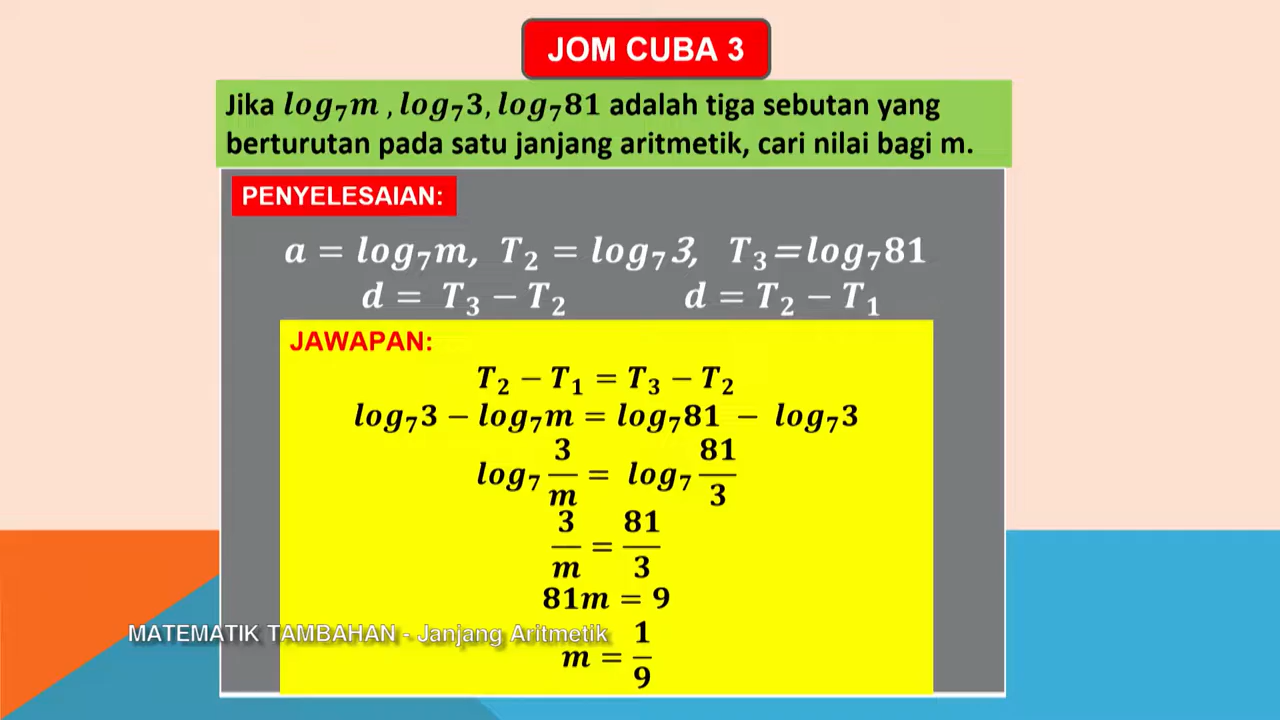 JOM CUBA 3
Jika log₇m , log₇3, log₇81 adalah tiga sebutan yang
berturutan pada satu janjang aritmetik, cari nilai bagi m.
PENYELESAIAN:
a = log₇m, T₂ = log₇3, T₃=log₇81
d = T₃ − T₂ d = T₂ − T₁
JAWAPAN:
T₂ − T₁ = T₃ − T₂
log₇3 − log₇m = log₇81 − log₇3
log₇ 3/m = log₇ 81/3
3/m = 81/3
81m = 9
MATEMATIK TAMBAHAN - Janjang Aritmetik
m = 1/9